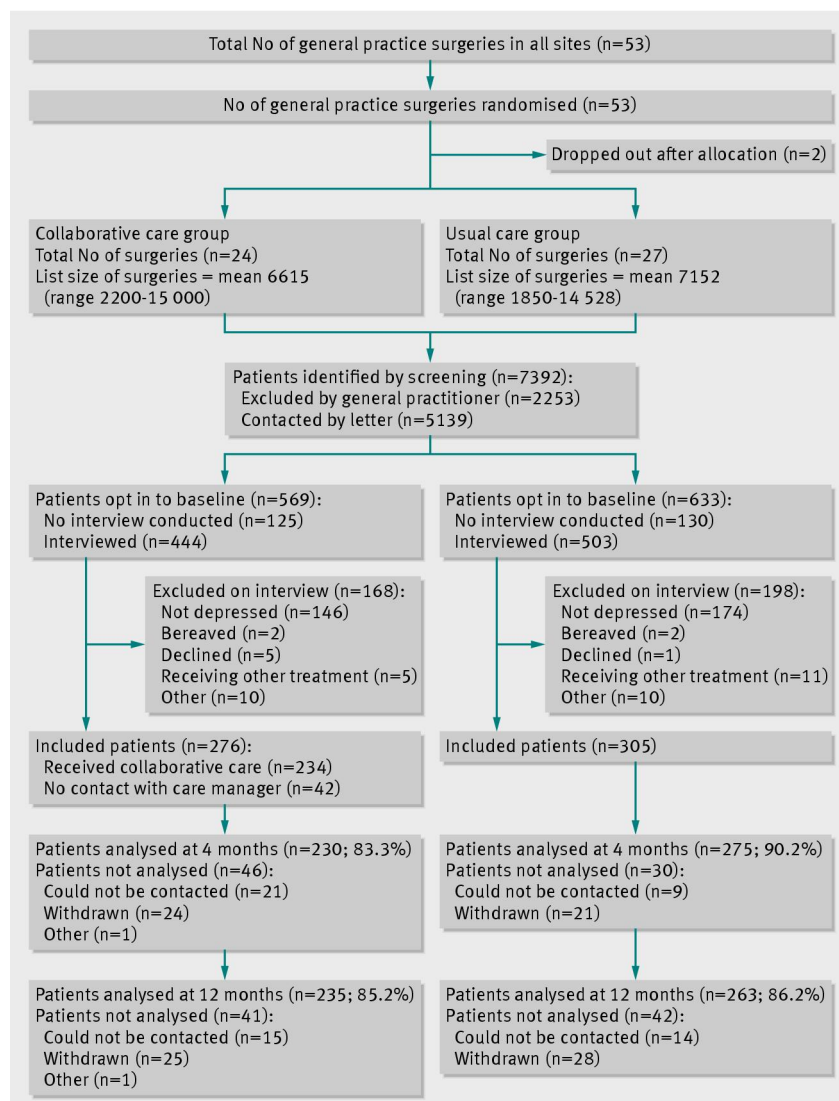 Total No of general practice surgeries in all sites (n=53)
No of general practice surgeries randomised (n=53)
Dropped out after allocation (n=2)
Collaborative care group
Total No of surgeries (n=24)
List size of surgeries = mean 6615
(range 2200-15 000)
Usual care group
Total No of surgeries (n=27)
List size of surgeries = mean 7152
(range 1850-14 528)
Patients identified by screening (n=7392):
Excluded by general practitioner (n=2253)
Contacted by letter (n=5139)
Patients opt in to baseline (n=569):
No interview conducted (n=125)
Interviewed (n=444)
Patients opt in to baseline (n=633):
No interview conducted (n=130)
Interviewed (n=503)
Excluded on interview (n=168):
Not depressed (n=146)
Bereaved (n=2)
Declined (n=5)
Receiving other treatment (n=5)
Other (n=10)
Excluded on interview (n=198):
Not depressed (n=174)
Bereaved (n=2)
Declined (n=1)
Receiving other treatment (n=11)
Other (n=10)
Included patients (n=276):
Received collaborative care (n=234)
No contact with care manager (n=42)
Included patients (n=305)
Patients analysed at 4 months (n=230; 83.3%)
Patients not analysed (n=46):
Could not be contacted (n=21)
Withdrawn (n=24)
Other (n=1)
Patients analysed at 4 months (n=275; 90.2%)
Patients not analysed (n=30):
Could not be contacted (n=9)
Withdrawn (n=21)
Patients analysed at 12 months (n=235; 85.2%)
Patients not analysed (n=41):
Could not be contacted (n=15)
Withdrawn (n=25)
Other (n=1)
Patients analysed at 12 months (n=263; 86.2%)
Patients not analysed (n=42):
Could not be contacted (n=14)
Withdrawn (n=28)